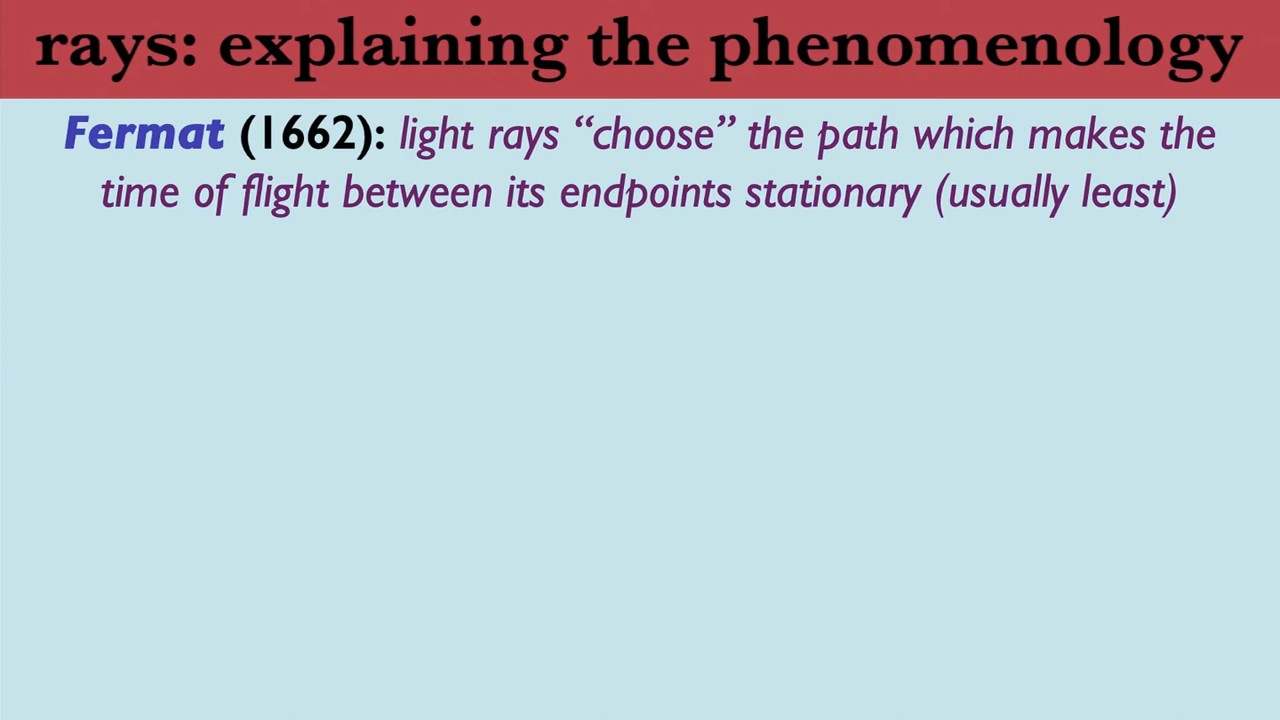 rays: explaining the phenomenology
Fermat (1662): light rays “choose” the path which makes the
time of flight between its endpoints stationary (usually least)